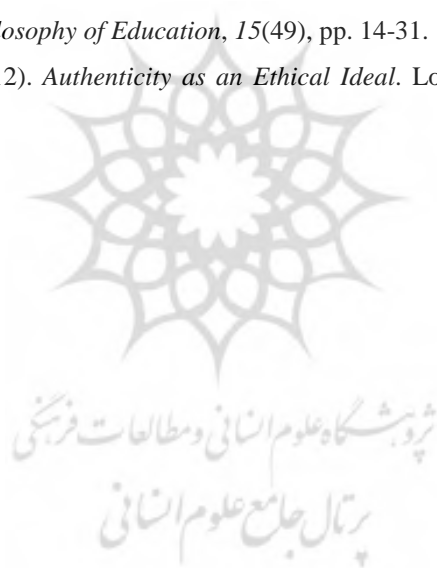 losophy of Education, 15(49), pp. 14-31.
12). Authenticity as an Ethical Ideal. Lo
پژوهشگاه علوم انسانی و مطالعات فرهنگی
پرتال جامع علوم انسانی